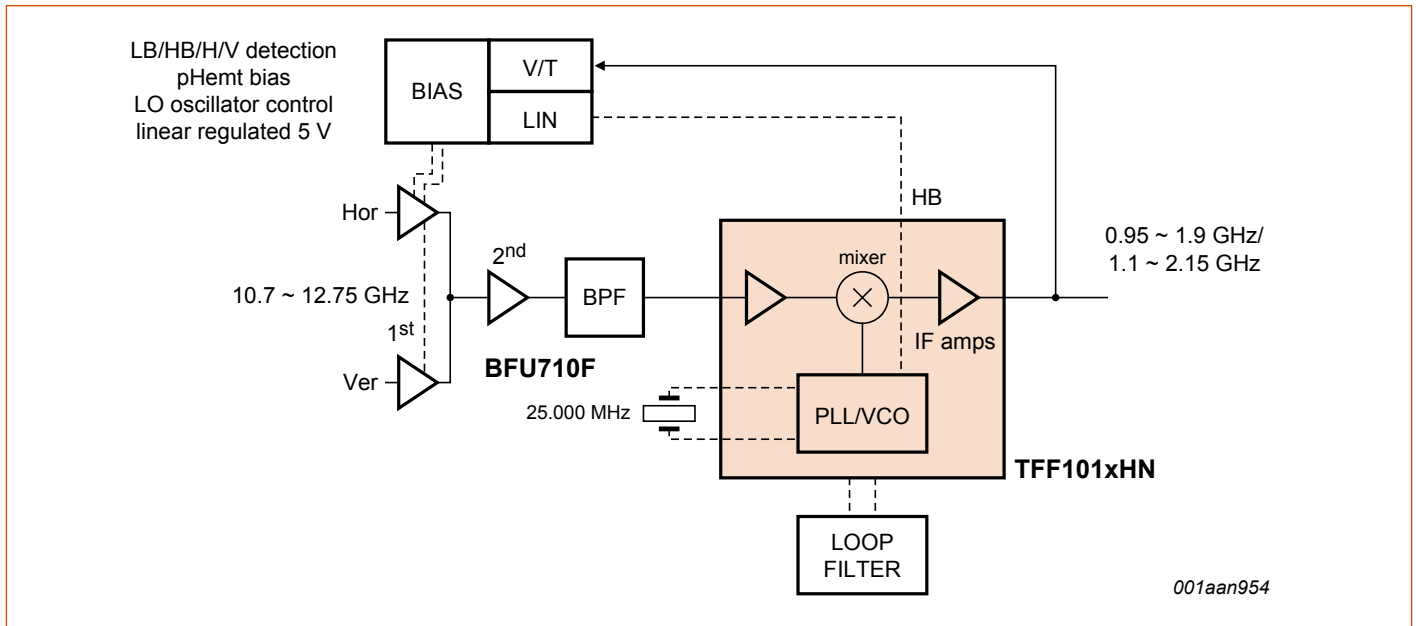 LB/HB/H/V detection
pHemt bias
LO oscillator control
linear regulated 5 V
BIAS
V/T
LIN
Hor
HB
2nd
mixer
0.95 ~ 1.9 GHz/
1.1 ~ 2.15 GHz
10.7 ~ 12.75 GHz
BPF
1st
IF amps
BFU710F
Ver
25.000 MHz
PLL/VCO
TFF101xHN
LOOP
FILTER
001aan954